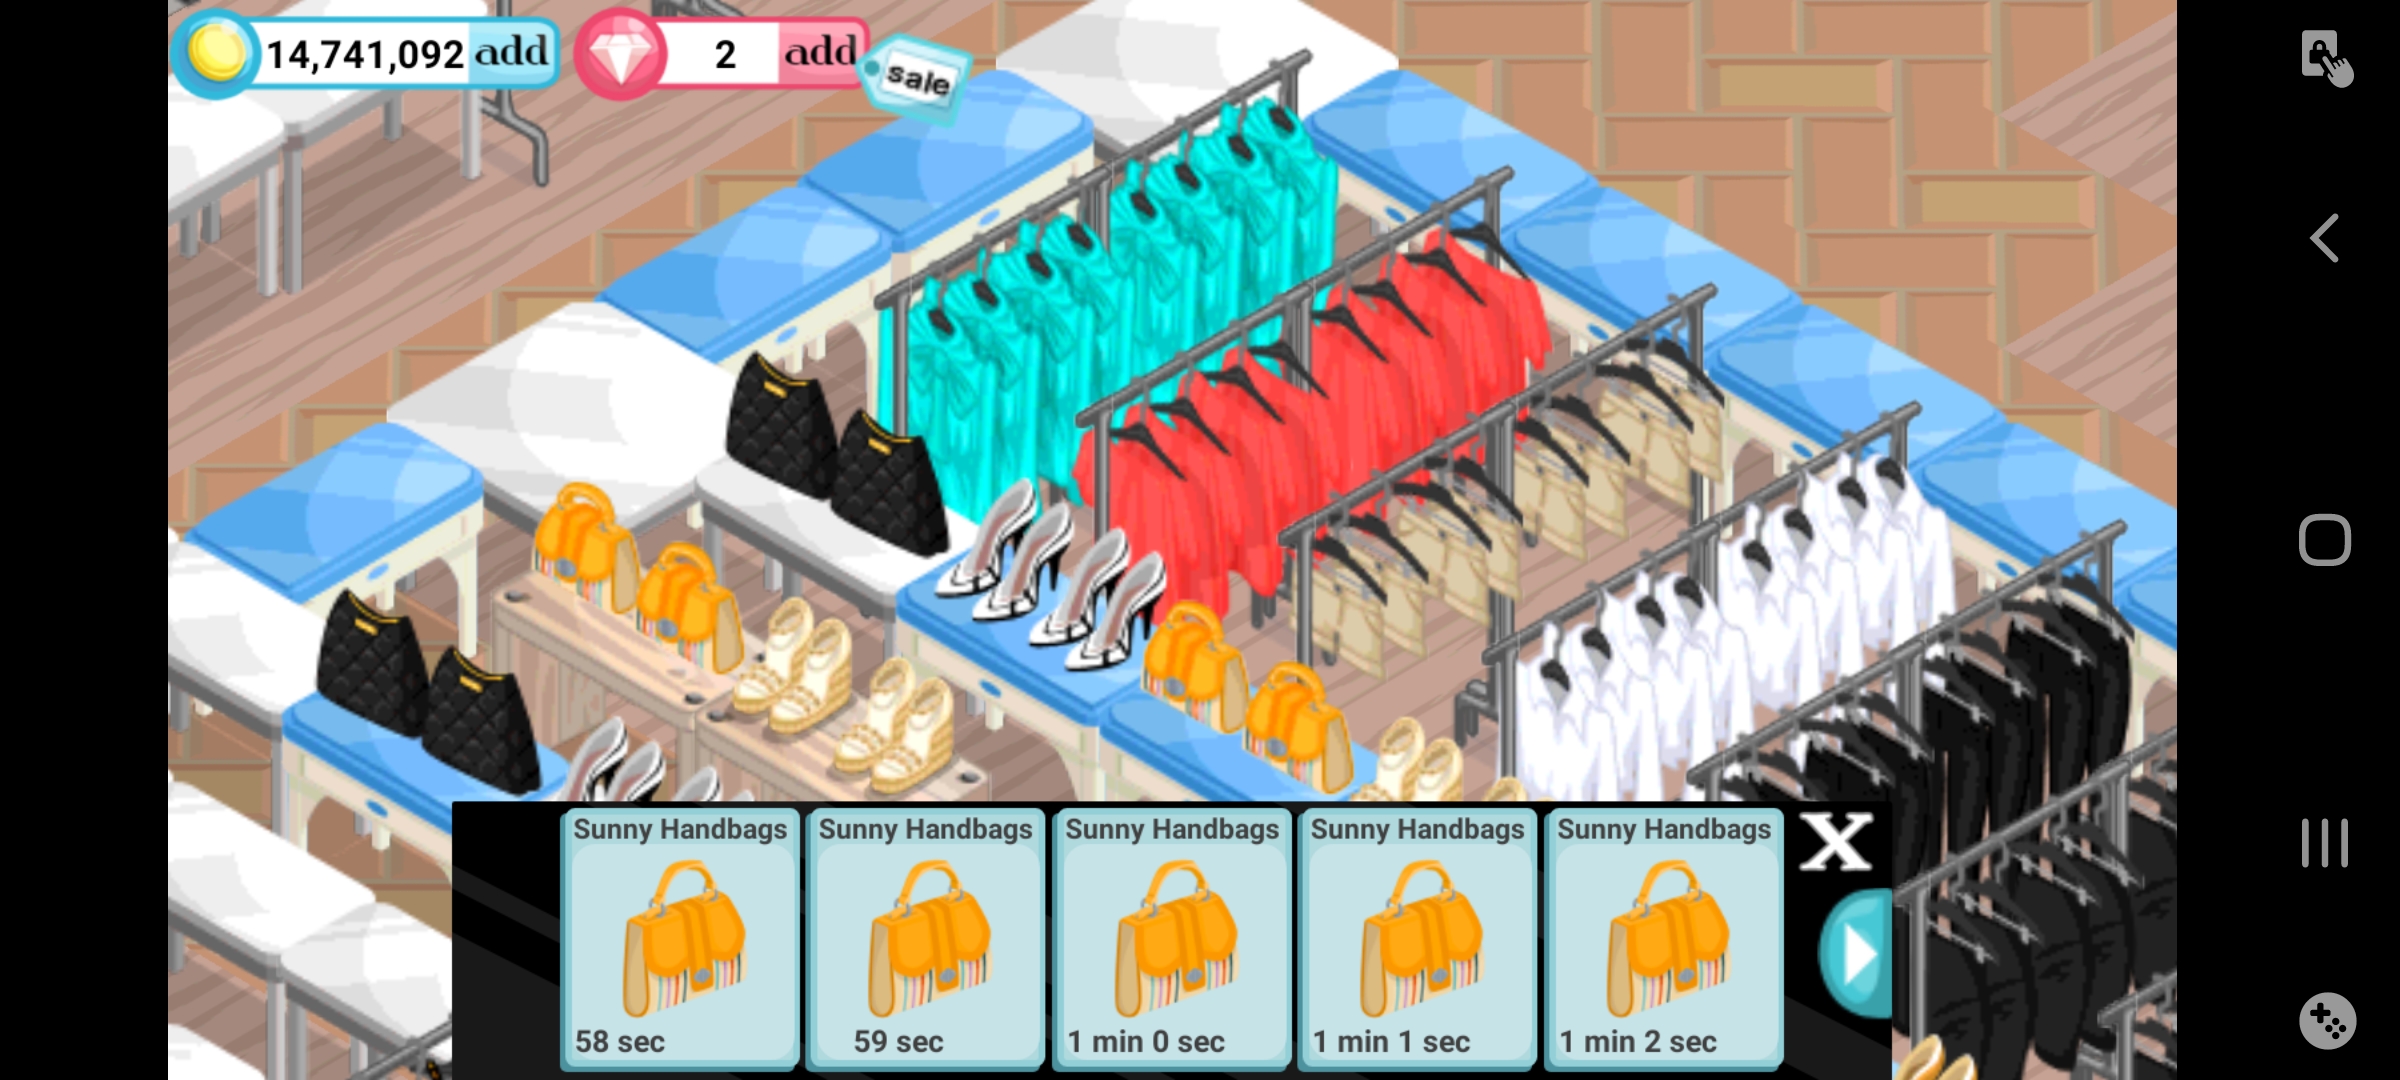 14,741,092 add 2 add
sale
Sunny Handbags Sunny Handbags Sunny Handbags Sunny Handbags Sunny Handbags
X
58 sec 59 sec 1 min 0 sec 1 min 1 sec 1 min 2 sec